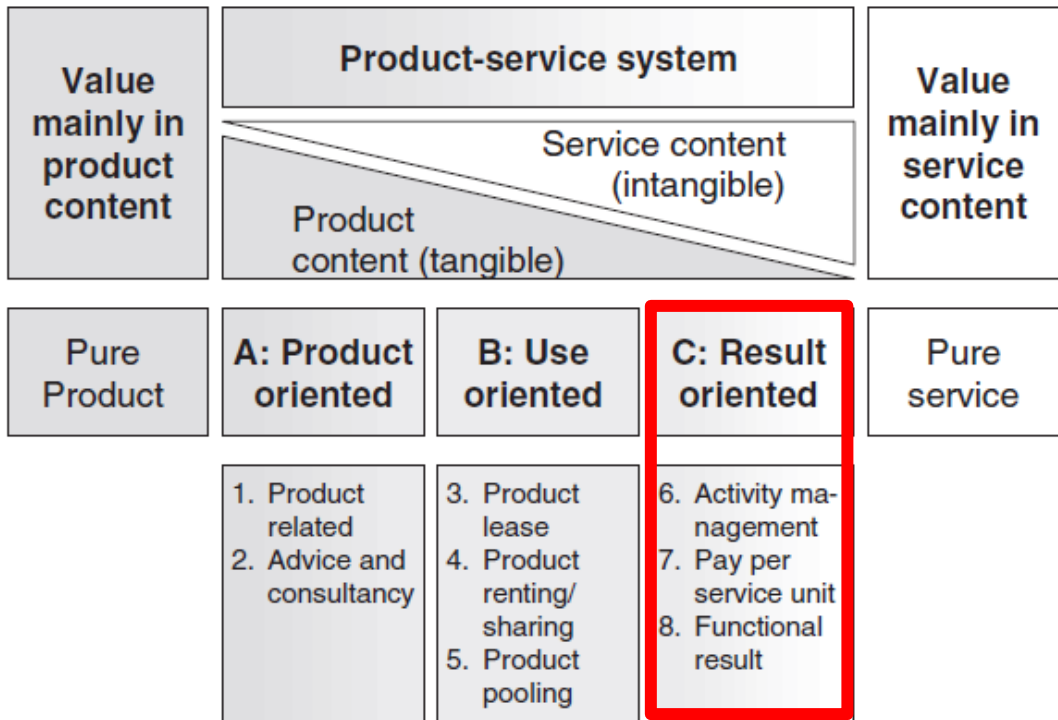 Value
mainly in
product
content
Product-service system
Service content
(intangible)
Product
content (tangible)
Value
mainly in
service
content
Pure
Product
A: Product
oriented
B: Use
oriented
C: Result
oriented
Pure
service
1. Product
related
2. Advice and
consultancy
3. Product
lease
4. Product
renting/
sharing
5. Product
pooling
6. Activity ma-
nagement
7. Pay per
service unit
8. Functional
result